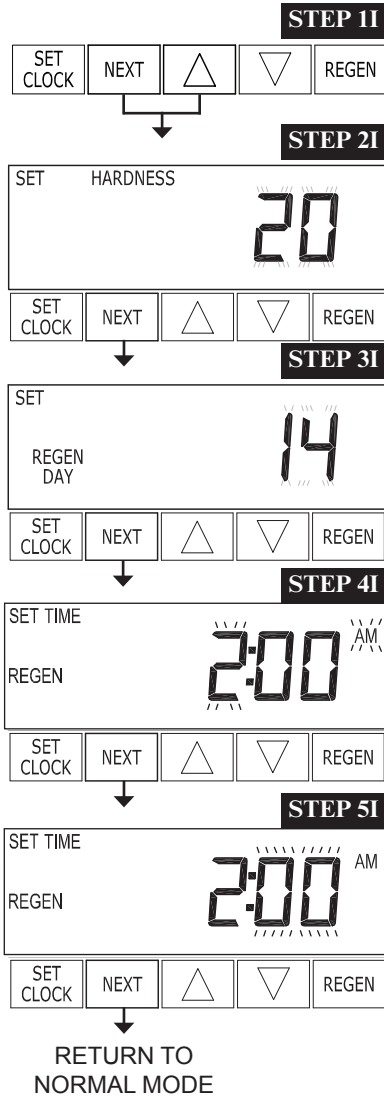 STEP 1I
SET CLOCK NEXT REGEN
STEP 2I
SET HARDNESS
20
SET CLOCK NEXT REGEN
STEP 3I
SET
14
REGEN DAY
SET CLOCK NEXT REGEN
STEP 4I
SET TIME
2:00 AM
REGEN
SET CLOCK NEXT REGEN
STEP 5I
SET TIME
2:00 AM
REGEN
SET CLOCK NEXT REGEN
RETURN TO
NORMAL MODE